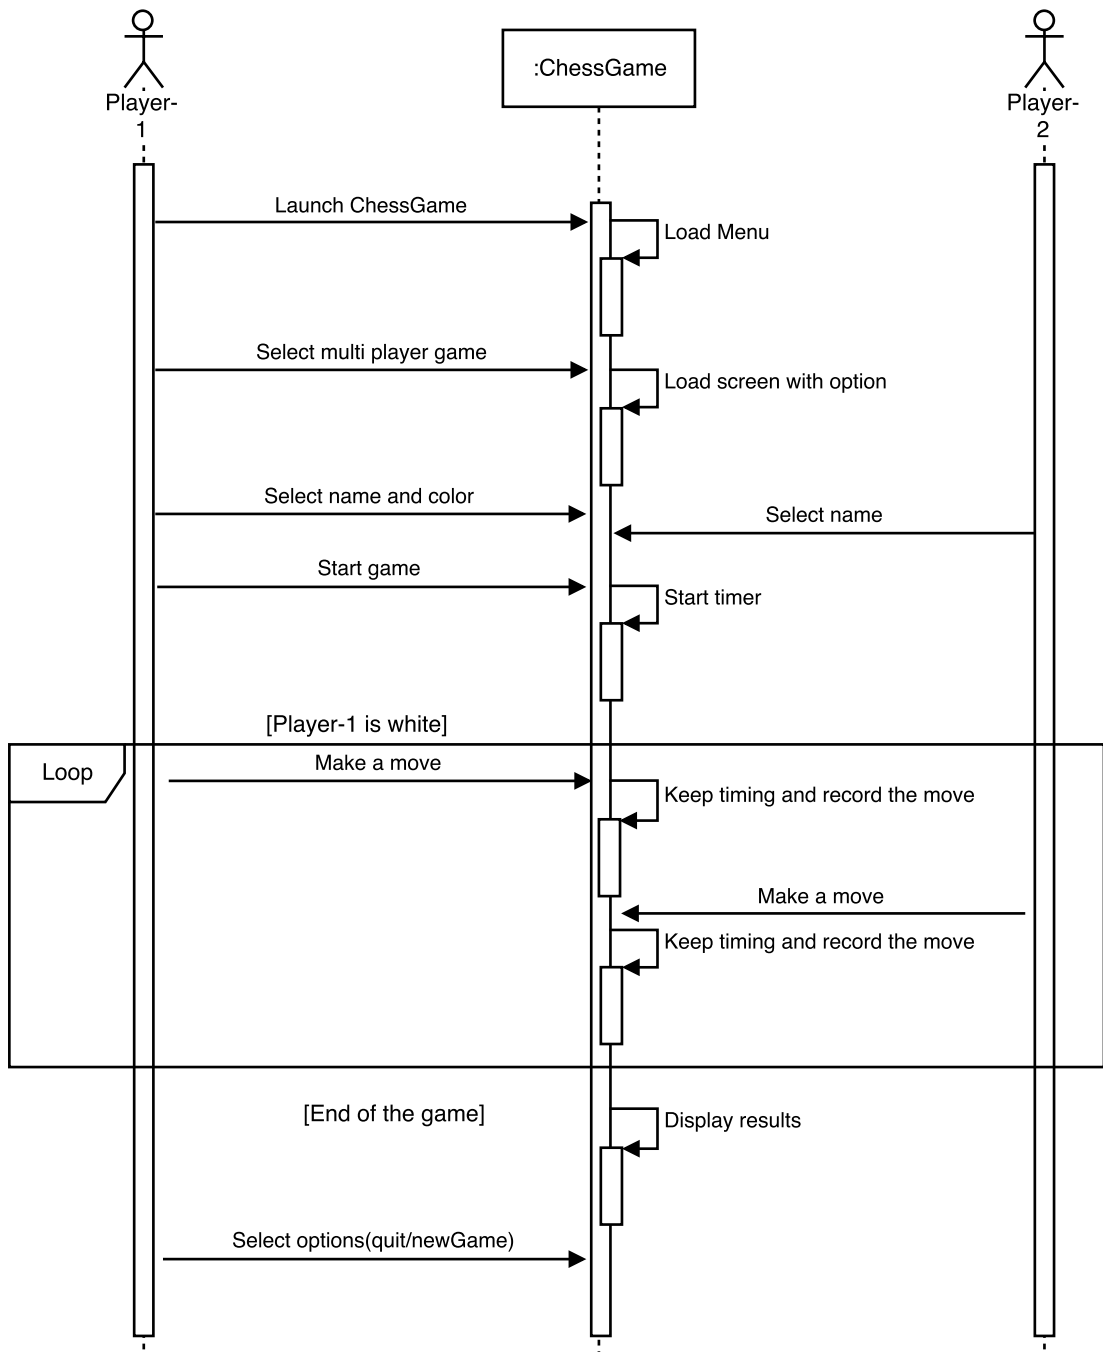 :ChessGame
Player-
1
Player-
2
Launch ChessGame
Load Menu
Select multi player game
Load screen with option
Select name and color
Select name
Start game
Start timer
[Player-1 is white]
Loop
Make a move
Keep timing and record the move
Make a move
Keep timing and record the move
[End of the game]
Display results
Select options(quit/newGame)